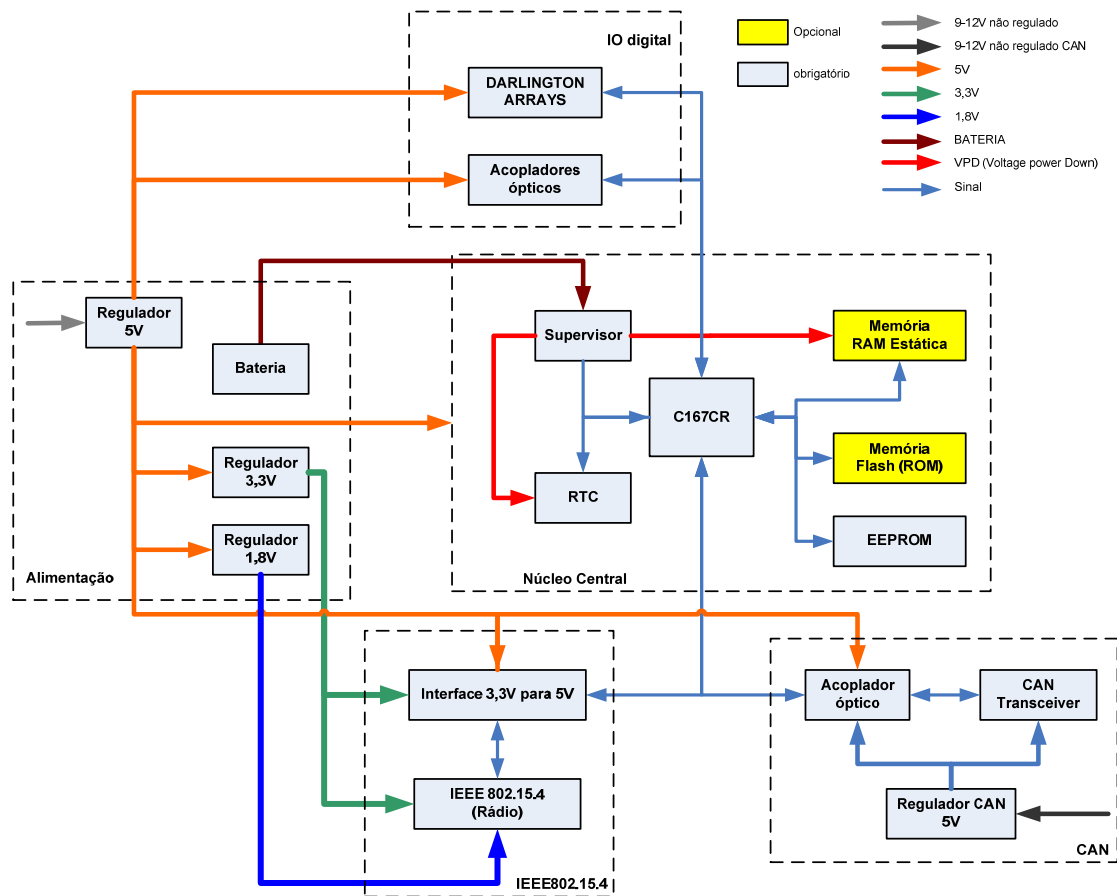 IO digital
DARLINGTON
ARRAYS
Acopladores
ópticos
Opcional
obrigatório
9-12V não regulado
9-12V não regulado CAN
5V
3,3V
1,8V
BATERIA
VPD (Voltage power Down)
Sinal
Regulador
5V
Bateria
Regulador
3,3V
Regulador
1,8V
Alimentação
Supervisor
Memória
RAM Estática
C167CR
Memória
Flash (ROM)
RTC
EEPROM
Núcleo Central
Interface 3,3V para 5V
IEEE 802.15.4
(Rádio)
IEEE802.15.4
Acoplador
óptico
CAN
Transceiver
Regulador CAN
5V
CAN